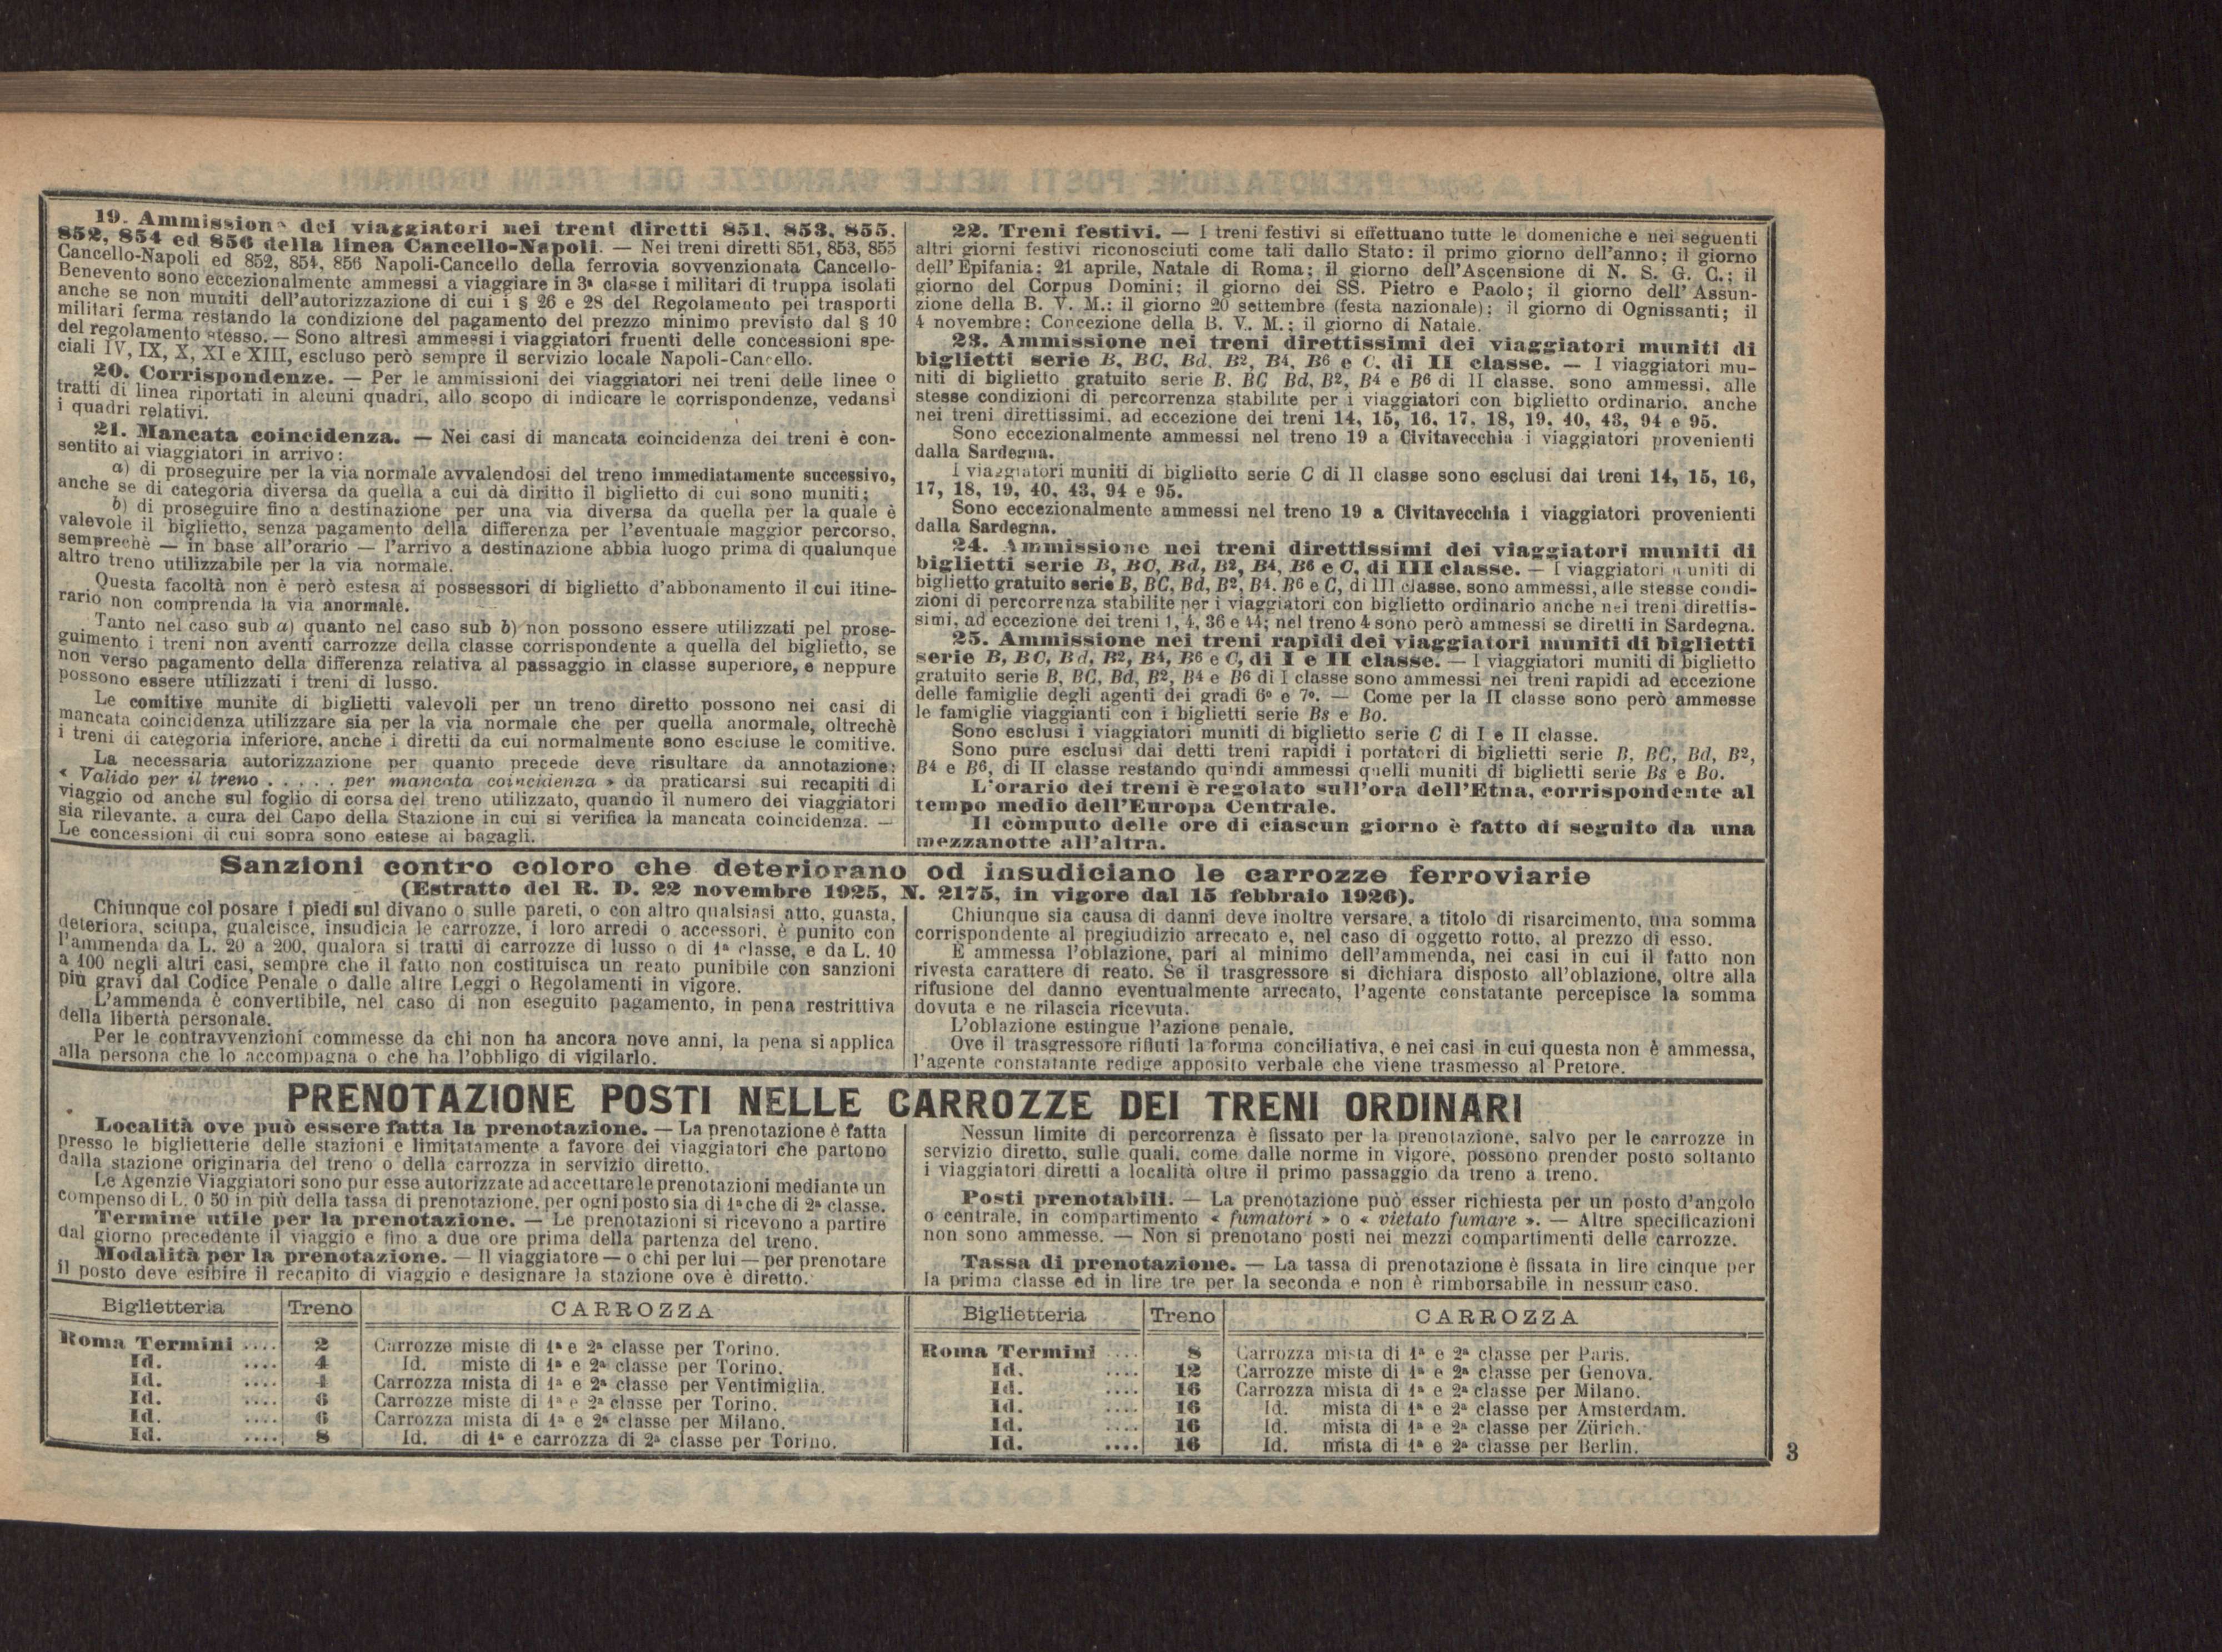 19. Ammissione dei viaggiatori nei treni diretti 851, 853, 855.
852, 854 ed 856 della linea Cancello-Napoli. — Nei treni diretti 851, 853, 855
Cancello-Napoli ed 852, 854, 856 Napoli-Cancello della ferrovia sovvenzionata Cancello-
Benevento sono eccezionalmente ammessi a viaggiare in 3ª classe i militari di truppa isolati
anche se non muniti dell'autorizzazione di cui i § 26 e 28 del Regolamento pei trasporti
militari ferma restando la condizione del pagamento del prezzo minimo previsto dal § 10
del regolamento stesso. — Sono altresì ammessi i viaggiatori fruenti delle concessioni spe-
ciali IV, IX, X, XI e XIII, escluso però sempre il servizio locale Napoli-Cancello.
20. Corrispondenze. — Per le ammissioni dei viaggiatori nei treni delle linee o
tratti di linea riportati in alcuni quadri, allo scopo di indicare le corrispondenze, vedansi
i quadri relativi.
21. Mancata coincidenza. — Nei casi di mancata coincidenza dei treni è con-
sentito ai viaggiatori in arrivo:
a) di proseguire per la via normale avvalendosi del treno immediatamente successivo,
anche se di categoria diversa da quella a cui dà diritto il biglietto di cui sono muniti;
b) di proseguire fino a destinazione per una via diversa da quella per la quale è
valevole il biglietto, senza pagamento della differenza per l'eventuale maggior percorso,
semprechè — in base all'orario — l'arrivo a destinazione abbia luogo prima di qualunque
altro treno utilizzabile per la via normale.
Questa facoltà non è però estesa ai possessori di biglietto d'abbonamento il cui itine-
rario non comprenda la via anormale.
Tanto nel caso sub a) quanto nel caso sub b) non possono essere utilizzati pel prose-
guimento i treni non aventi carrozze della classe corrispondente a quella del biglietto, se
non verso pagamento della differenza relativa al passaggio in classe superiore, e neppure
possono essere utilizzati i treni di lusso.
Le comitive munite di biglietti valevoli per un treno diretto possono nei casi di
mancata coincidenza utilizzare sia per la via normale che per quella anormale, oltrechè
i treni di categoria inferiore, anche i diretti da cui normalmente sono escluse le comitive.
La necessaria autorizzazione per quanto precede deve risultare da annotazione:
« Valido per il treno . . . . . per mancata coincidenza » da praticarsi sui recapiti di
viaggio od anche sul foglio di corsa del treno utilizzato, quando il numero dei viaggiatori
sia rilevante, a cura del Capo della Stazione in cui si verifica la mancata coincidenza. —
Le concessioni di cui sopra sono estese ai bagagli.
22. Treni festivi. — I treni festivi si effettuano tutte le domeniche e nei seguenti
altri giorni festivi riconosciuti come tali dallo Stato: il primo giorno dell'anno; il giorno
dell'Epifania; 21 aprile, Natale di Roma; il giorno dell'Ascensione di N. S. G. C.; il
giorno del Corpus Domini; il giorno dei SS. Pietro e Paolo; il giorno dell'Assun-
zione della B. V. M.; il giorno 20 settembre (festa nazionale); il giorno di Ognissanti; il
4 novembre; Concezione della B. V. M.; il giorno di Natale.
23. Ammissione nei treni direttissimi dei viaggiatori muniti di
biglietti serie B, BC, Bd, B2, B4, B6 e C, di II classe. — I viaggiatori mu-
niti di biglietto gratuito serie B, BC, Bd, B2, B4 e B6 di II classe, sono ammessi, alle
stesse condizioni di percorrenza stabilite per i viaggiatori con biglietto ordinario, anche
nei treni direttissimi, ad eccezione dei treni 14, 15, 16, 17, 18, 19, 40, 43, 94 e 95.
Sono eccezionalmente ammessi nel treno 19 a Civitavecchia i viaggiatori provenienti
dalla Sardegna.
I viaggiatori muniti di biglietto serie C di II classe sono esclusi dai treni 14, 15, 16,
17, 18, 19, 40, 43, 94 e 95.
Sono eccezionalmente ammessi nel treno 19 a Civitavecchia i viaggiatori provenienti
dalla Sardegna.
24. Ammissione nei treni direttissimi dei viaggiatori muniti di
biglietti serie B, BC, Bd, B2, B4, B6 e C, di III classe. — I viaggiatori muniti di
biglietto gratuito serie B, BC, Bd, B2, B4, B6 e C, di III classe, sono ammessi, alle stesse condi-
zioni di percorrenza stabilite per i viaggiatori con biglietto ordinario anche nei treni direttis-
simi, ad eccezione dei treni 1, 4, 36 e 44; nel treno 4 sono però ammessi se diretti in Sardegna.
25. Ammissione nei treni rapidi dei viaggiatori muniti di biglietti
serie B, BC, Bd, B2, B4, B6 e C, di I e II classe. — I viaggiatori muniti di biglietto
gratuito serie B, BC, Bd, B2, B4 e B6 di I classe sono ammessi nei treni rapidi ad eccezione
delle famiglie degli agenti dei gradi 6º e 7º. — Come per la II classe sono però ammesse
le famiglie viaggianti con i biglietti serie Bs e Bo.
Sono esclusi i viaggiatori muniti di biglietto serie C di I e II classe.
Sono pure esclusi dai detti treni rapidi i portatori di biglietti serie B, BC, Bd, B2,
B4 e B6, di II classe restando quindi ammessi quelli muniti di biglietti serie Bs e Bo.
L'orario dei treni è regolato sull'ora dell'Etna, corrispondente al
tempo medio dell'Europa Centrale.
Il còmputo delle ore di ciascun giorno è fatto di seguito da una
mezzanotte all'altra.
Sanzioni contro coloro che deteriorano od insudiciano le carrozze ferroviarie
(Estratto del R. D. 22 novembre 1925, N. 2175, in vigore dal 15 febbraio 1926).
Chiunque col posare i piedi sul divano o sulle pareti, o con altro qualsiasi atto, guasta,
deteriora, sciupa, gualcisce, insudicia le carrozze, i loro arredi o accessori, è punito con
l'ammenda da L. 20 a 200, qualora si tratti di carrozze di lusso o di 1ª classe, e da L. 10
a 100 negli altri casi, sempre che il fatto non costituisca un reato punibile con sanzioni
più gravi dal Codice Penale o dalle altre Leggi o Regolamenti in vigore.
L'ammenda è convertibile, nel caso di non eseguito pagamento, in pena restrittiva
della libertà personale.
Per le contravvenzioni commesse da chi non ha ancora nove anni, la pena si applica
alla persona che lo accompagna o che ha l'obbligo di vigilarlo.
Chiunque sia causa di danni deve inoltre versare, a titolo di risarcimento, una somma
corrispondente al pregiudizio arrecato e, nel caso di oggetto rotto, al prezzo di esso.
È ammessa l'oblazione, pari al minimo dell'ammenda, nei casi in cui il fatto non
rivesta carattere di reato. Se il trasgressore si dichiara disposto all'oblazione, oltre alla
rifusione del danno eventualmente arrecato, l'agente constatante percepisce la somma
dovuta e ne rilascia ricevuta.
L'oblazione estingue l'azione penale.
Ove il trasgressore rifiuti la forma conciliativa, e nei casi in cui questa non è ammessa,
l'agente constatante redige apposito verbale che viene trasmesso al Pretore.
PRENOTAZIONE POSTI NELLE CARROZZE DEI TRENI ORDINARI
Località ove può essere fatta la prenotazione. — La prenotazione è fatta
presso le biglietterie delle stazioni e limitatamente a favore dei viaggiatori che partono
dalla stazione originaria del treno o della carrozza in servizio diretto.
Le Agenzie Viaggiatori sono pur esse autorizzate ad accettare le prenotazioni mediante un
compenso di L. 0 50 in più della tassa di prenotazione, per ogni posto sia di 1ª che di 2ª classe.
Termine utile per la prenotazione. — Le prenotazioni si ricevono a partire
dal giorno precedente il viaggio e fino a due ore prima della partenza del treno.
Modalità per la prenotazione. — Il viaggiatore — o chi per lui — per prenotare
il posto deve esibire il recapito di viaggio e designare la stazione ove è diretto.
Nessun limite di percorrenza è fissato per la prenotazione, salvo per le carrozze in
servizio diretto, sulle quali, come dalle norme in vigore, possono prender posto soltanto
i viaggiatori diretti a località oltre il primo passaggio da treno a treno.
Posti prenotabili. — La prenotazione può esser richiesta per un posto d'angolo
o centrale, in compartimento « fumatori » o « vietato fumare ». — Altre specificazioni
non sono ammesse. — Non si prenotano posti nei mezzi compartimenti delle carrozze.
Tassa di prenotazione. — La tassa di prenotazione è fissata in lire cinque per
la prima classe ed in lire tre per la seconda e non è rimborsabile in nessun caso.
Biglietteria Treno CARROZZA
Roma Termini .... 2 Carrozze miste di 1ª e 2ª classe per Torino.
Id. .... 4 Id. miste di 1ª e 2ª classe per Torino.
Id. .... 4 Carrozza mista di 1ª e 2ª classe per Ventimiglia.
Id. .... 6 Carrozze miste di 1ª e 2ª classe per Torino.
Id. .... 6 Carrozza mista di 1ª e 2ª classe per Milano.
Id. .... 8 Id. di 1ª e carrozza di 2ª classe per Torino.
Biglietteria Treno CARROZZA
Roma Termini .... 8 Carrozza mista di 1ª e 2ª classe per Paris.
Id. .... 12 Carrozze miste di 1ª e 2ª classe per Genova.
Id. .... 16 Carrozza mista di 1ª e 2ª classe per Milano.
Id. .... 16 Id. mista di 1ª e 2ª classe per Amsterdam.
Id. .... 16 Id. mista di 1ª e 2ª classe per Zürich.
Id. .... 16 Id. mista di 1ª e 2ª classe per Berlin.
3